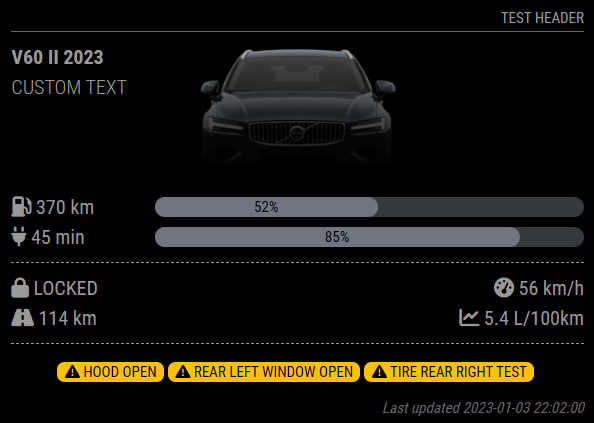 TEST HEADER
V60 II 2023
CUSTOM TEXT
370 km 52%
45 min 85%
LOCKED 56 km/h
114 km 5.4 L/100km
HOOD OPEN REAR LEFT WINDOW OPEN TIRE REAR RIGHT TEST
Last updated 2023-01-03 22:02:00